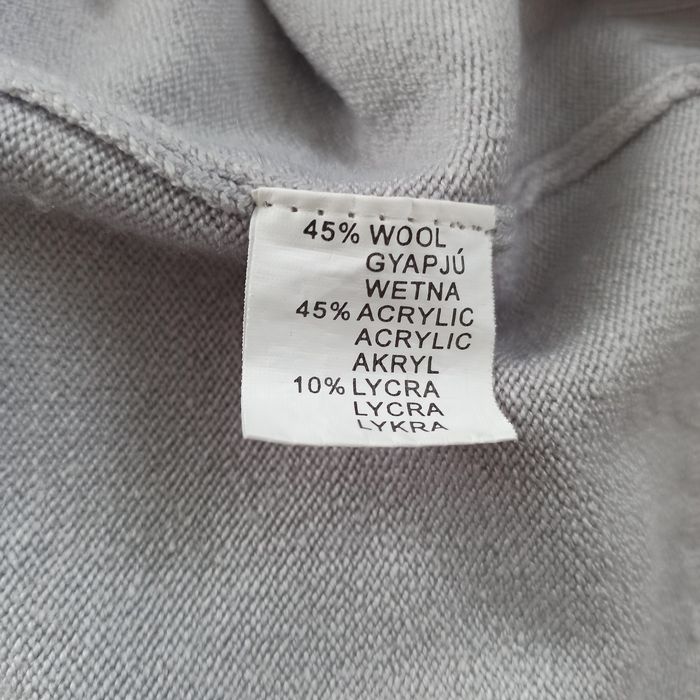 45% WOOL
GYAPJÚ
WETNA
45% ACRYLIC
ACRYLIC
AKRYL
10% LYCRA
LYCRA
LYKRA